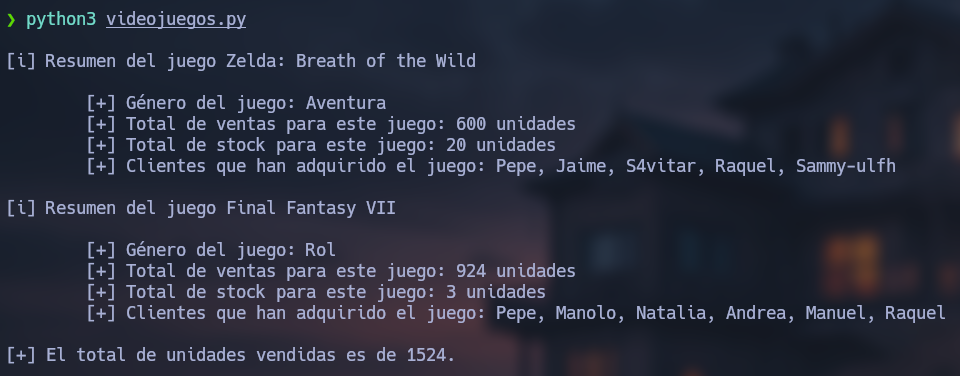 ❯ python3 videojuegos.py
[i] Resumen del juego Zelda: Breath of the Wild
[+] Género del juego: Aventura
[+] Total de ventas para este juego: 600 unidades
[+] Total de stock para este juego: 20 unidades
[+] Clientes que han adquirido el juego: Pepe, Jaime, S4vitar, Raquel, Sammy-ulfh
[i] Resumen del juego Final Fantasy VII
[+] Género del juego: Rol
[+] Total de ventas para este juego: 924 unidades
[+] Total de stock para este juego: 3 unidades
[+] Clientes que han adquirido el juego: Pepe, Manolo, Natalia, Andrea, Manuel, Raquel
[+] El total de unidades vendidas es de 1524.